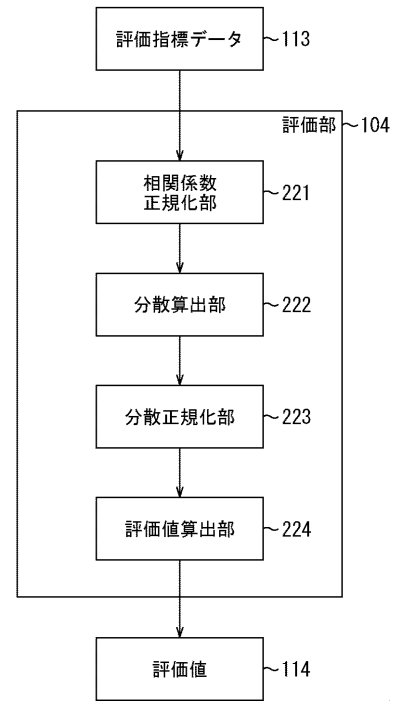 評価指標データ 113
評価部 104
相関係数
正規化部 221
分散算出部 222
分散正規化部 223
評価値算出部 224
評価値 114